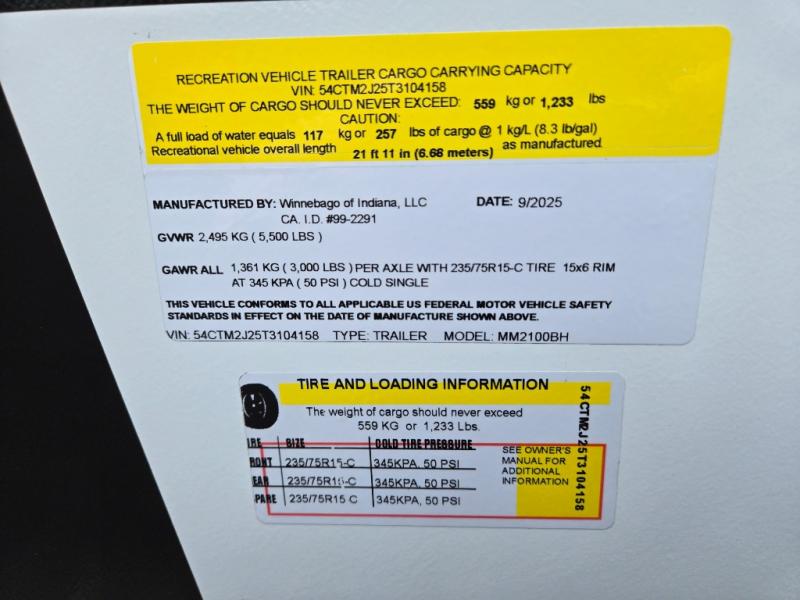 RECREATION VEHICLE TRAILER CARGO CARRYING CAPACITY
VIN: 54CTM2J25T3104158
THE WEIGHT OF CARGO SHOULD NEVER EXCEED: 559 kg or 1,233 lbs
CAUTION:
A full load of water equals 117 kg or 257 lbs of cargo @ 1 kg/L (8.3 lb/gal)
Recreational vehicle overall length 21 ft 11 in (6.66 meters) as manufactured.
MANUFACTURED BY: Winnebago of Indiana, LLC DATE: 9/2025
CA. I.D. #99-2291
GVWR 2,495 KG ( 5,500 LBS )
GAWR ALL 1,361 KG ( 3,000 LBS ) PER AXLE WITH 235/75R15-C TIRE 15x6 RIM
AT 345 KPA ( 50 PSI ) COLD SINGLE
THIS VEHICLE CONFORMS TO ALL APPLICABLE US FEDERAL MOTOR VEHICLE SAFETY
STANDARDS IN EFFECT ON THE DATE OF MANUFACTURE SHOWN ABOVE.
VIN: 54CTM2J25T3104158 TYPE: TRAILER MODEL: MM2100BH
TIRE AND LOADING INFORMATION
The weight of cargo should never exceed
559 KG or 1,233 Lbs.
IRE SIZE COLD TIRE PRESSURE
RONT 235/75R15-C 345KPA, 50 PSI
EAR 235/75R15-C 345KPA, 50 PSI
PARE 235/75R15 C 345KPA, 50 PSI
SEE OWNER'S
MANUAL FOR
ADDITIONAL
INFORMATION
54CTM2J25T3104158